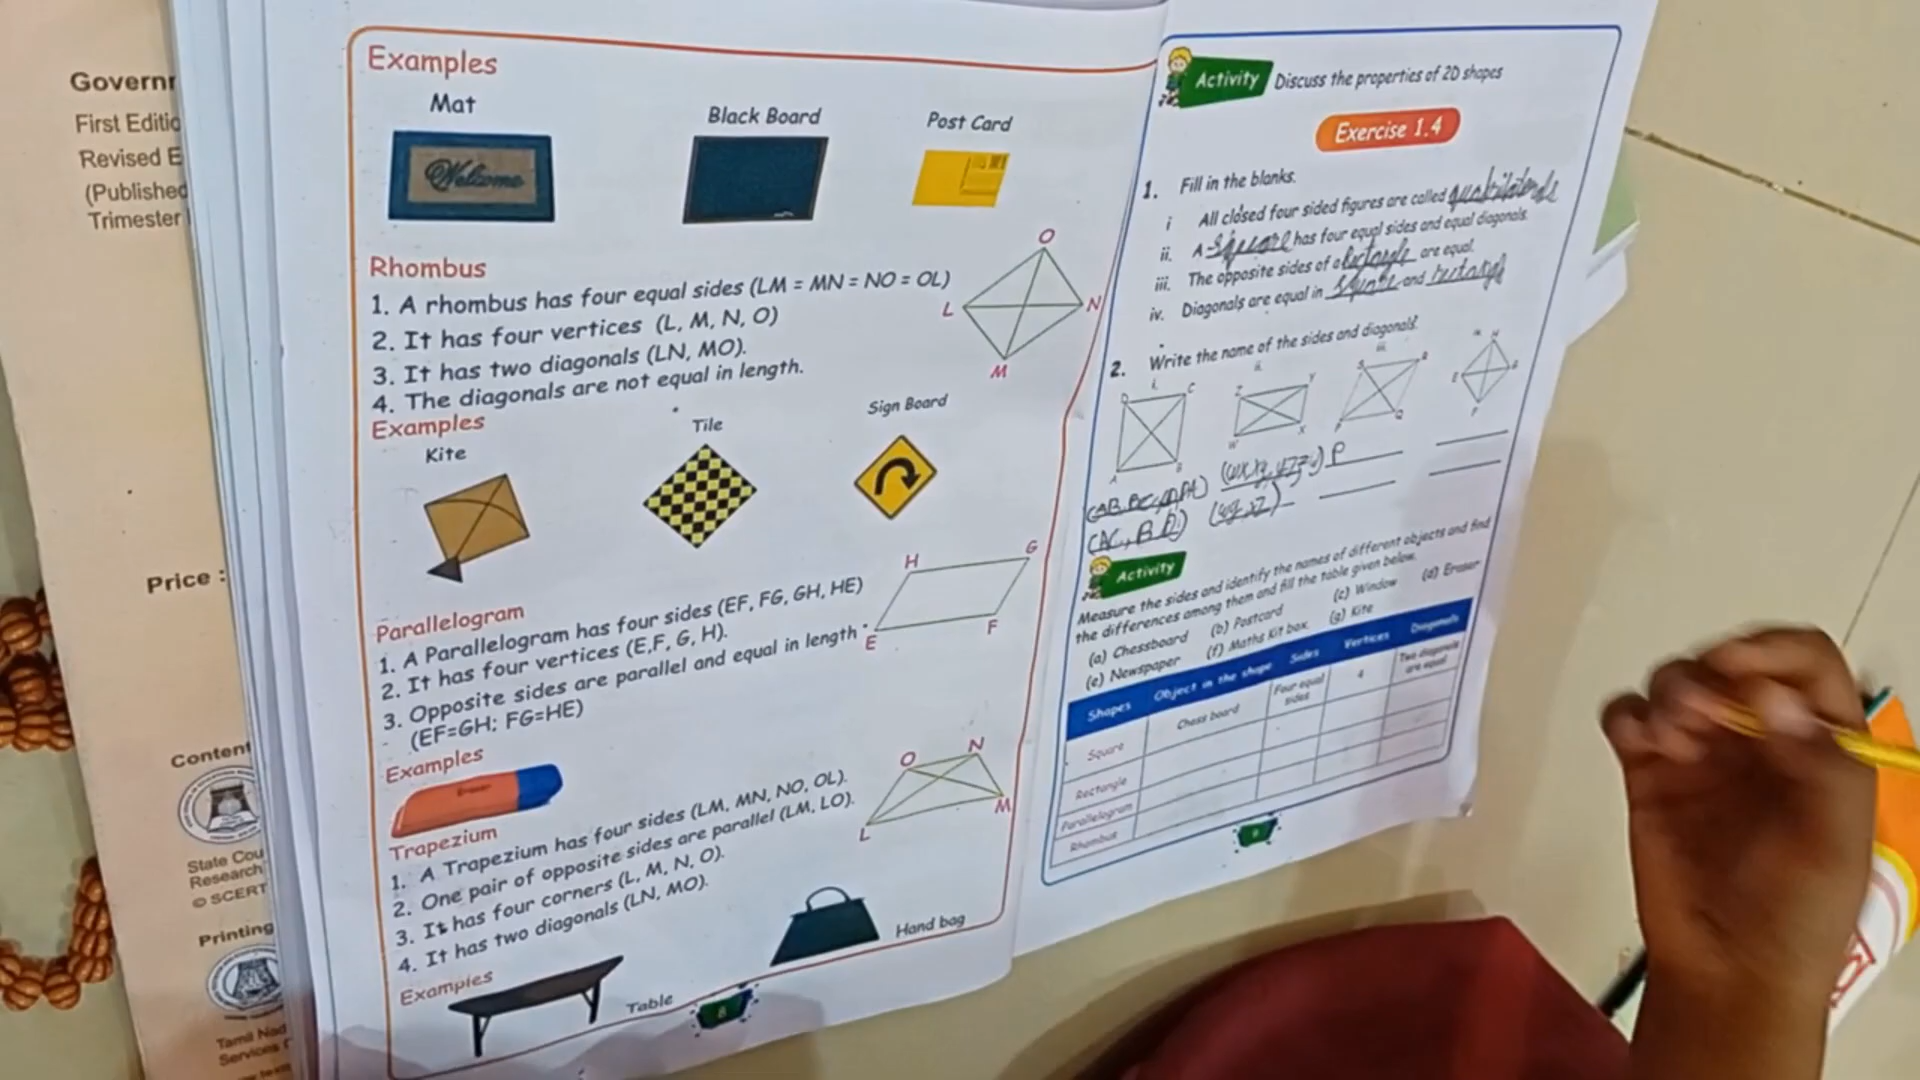 Governr
First Editio
Revised E
(Published
Trimester
Price :
Content
State Cou
Research
© SCERT
Printing
Tamil Nad
Services
Examples
Mat
Black Board
Post Card
Welcome
Rhombus
1. A rhombus has four equal sides (LM = MN = NO = OL)
2. It has four vertices (L, M, N, O)
3. It has two diagonals (LN, MO).
4. The diagonals are not equal in length.
O
L
N
M
Examples
Kite
Tile
Sign Board
Parallelogram
1. A Parallelogram has four sides (EF, FG, GH, HE)
2. It has four vertices (E,F, G, H).
3. Opposite sides are parallel and equal in length
(EF=GH; FG=HE)
H
G
E
F
Examples
Eraser
Trapezium
1. A Trapezium has four sides (LM, MN, NO, OL).
2. One pair of opposite sides are parallel (LM, LO).
3. It has four corners (L, M, N, O).
4. It has two diagonals (LN, MO).
O
N
L
M
Examples
Table
Hand bag
8
Activity Discuss the properties of 2D shapes
Exercise 1.4
1. Fill in the blanks.
i All closed four sided figures are called quadrilaterals
ii. A square has four equal sides and equal diagonals.
iii. The opposite sides of a rectangle are equal.
iv. Diagonals are equal in square and rectangle
2. Write the name of the sides and diagonals.
i. ii. iii.
D C Z Y S R H
A B W X P Q E G F
P
(AC, BD)
Activity
Measure the sides and identify the names of different objects and find
the differences among them and fill the table given below.
(a) Chessboard (b) Postcard (c) Window (d) Eraser
(e) Newspaper (f) Maths Kit box. (g) Kite
Shapes Object in the shape Sides Vertices Diagonals
Square Chess board Four equal sides 4 Two diagonals are equal
Rectangle
Parallelogram
Rhombus
9